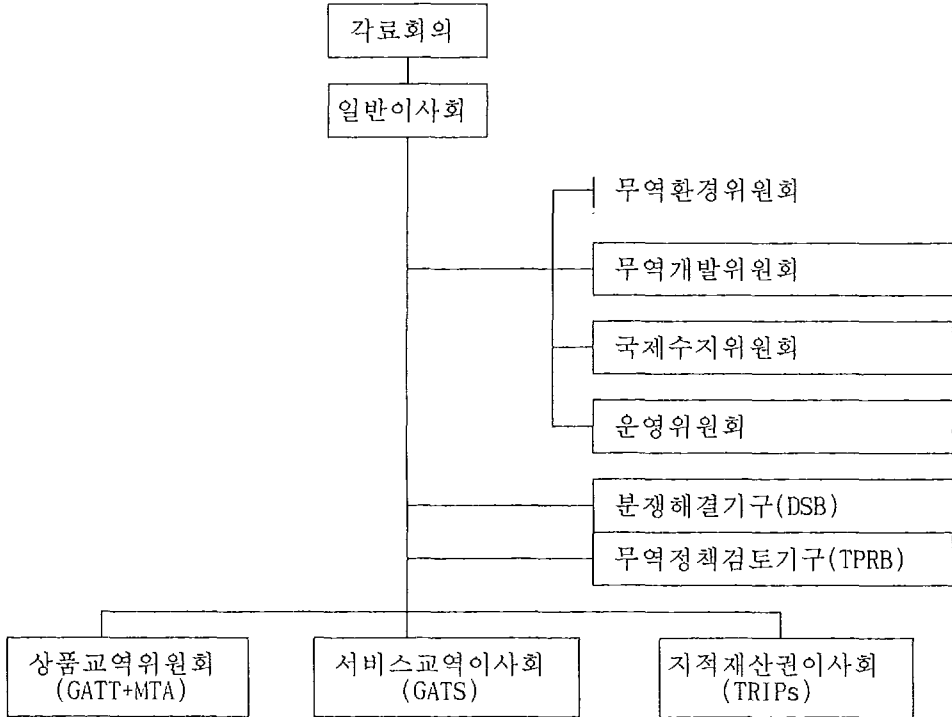 각료회의
일반이사회
무역환경위원회
무역개발위원회
국제수지위원회
운영위원회
분쟁해결기구(DSB)
무역정책검토기구(TPRB)
상품교역위원회
(GATT+MTA)
서비스교역이사회
(GATS)
지적재산권이사회
(TRIPs)